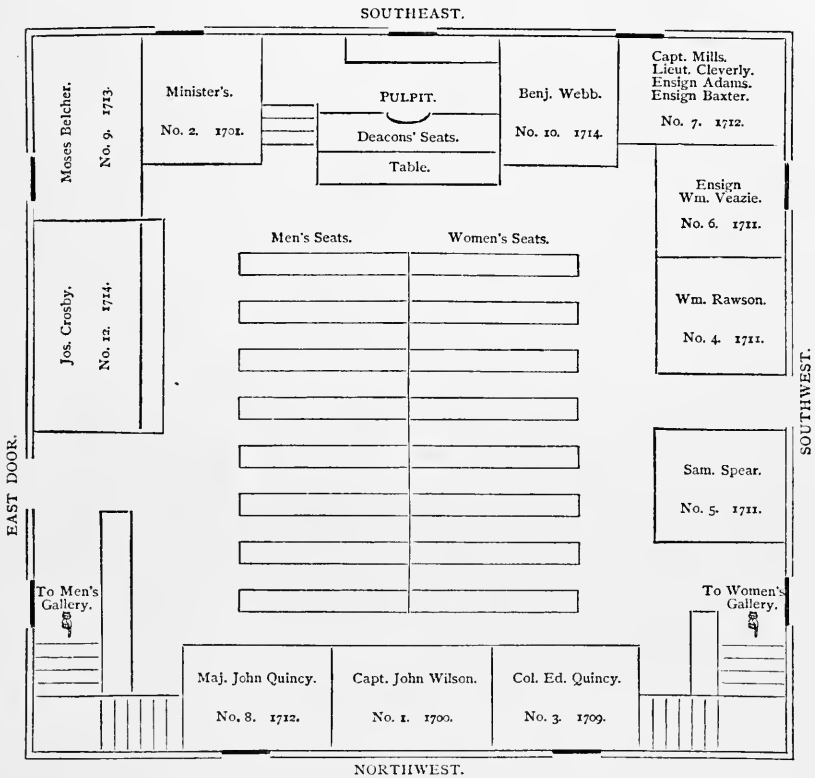 SOUTHEAST.
Moses Belcher.
No. 9. 1713.
Minister's.
No. 2. 1701.
PULPIT.
Deacons' Seats.
Table.
Benj. Webb.
No. 10. 1714.
Capt. Mills.
Lieut. Cleverly.
Ensign Adams.
Ensign Baxter.
No. 7. 1712.
Ensign
Wm. Veazie.
No. 6. 1711.
Men's Seats.
Women's Seats.
Jos. Crosby.
No. 12. 1714.
Wm. Rawson.
No. 4. 1711.
SOUTHWEST.
EAST DOOR.
Sam. Spear.
No. 5. 1711.
To Men's
Gallery.
To Women's
Gallery.
Maj. John Quincy.
No. 8. 1712.
Capt. John Wilson.
No. 1. 1700.
Col. Ed. Quincy.
No. 3. 1709.
NORTHWEST.